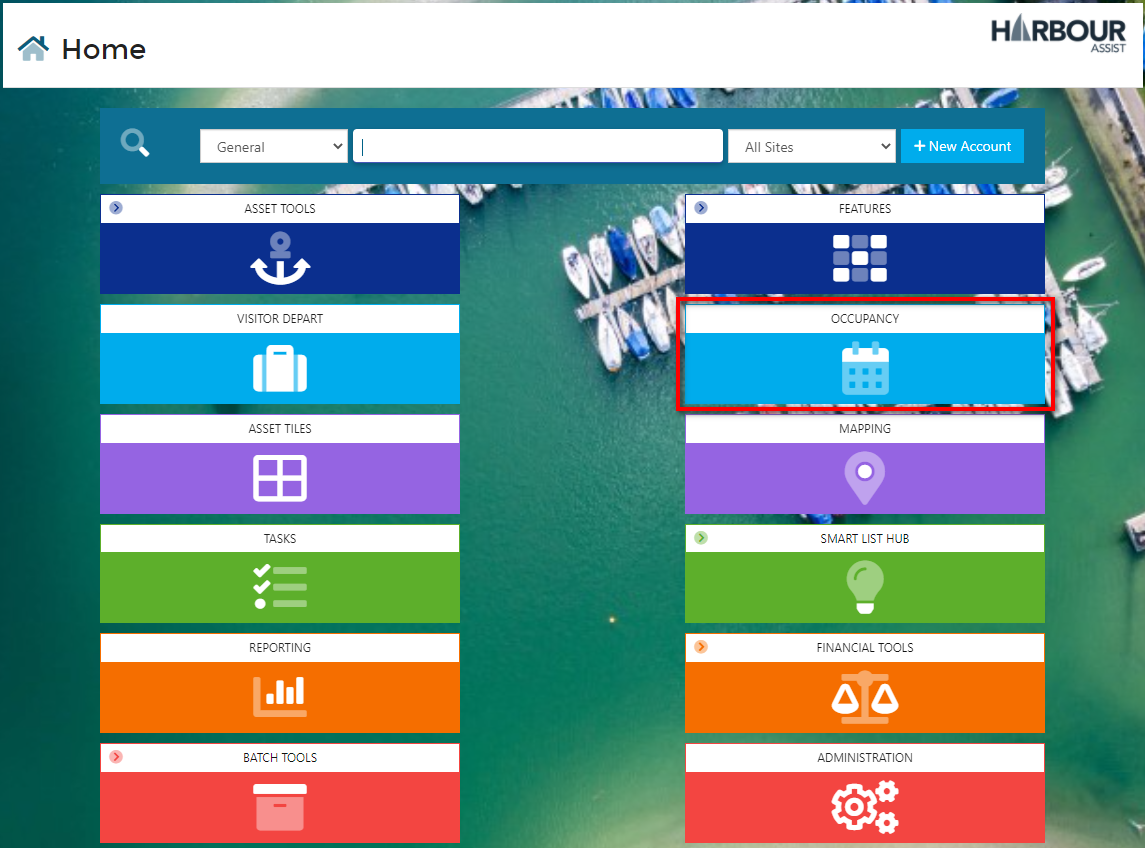 Home
HARBOUR
ASSIST
General
All Sites
+ New Account
ASSET TOOLS
FEATURES
VISITOR DEPART
OCCUPANCY
ASSET TILES
MAPPING
TASKS
SMART LIST HUB
REPORTING
FINANCIAL TOOLS
BATCH TOOLS
ADMINISTRATION